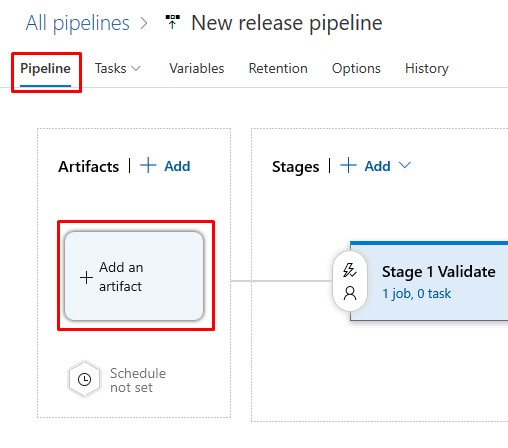 All pipelines > New release pipeline
Pipeline Tasks Variables Retention Options History
Artifacts | + Add
Stages | + Add
+ Add an
artifact
Stage 1 Validate
1 job, 0 task
Schedule
not set